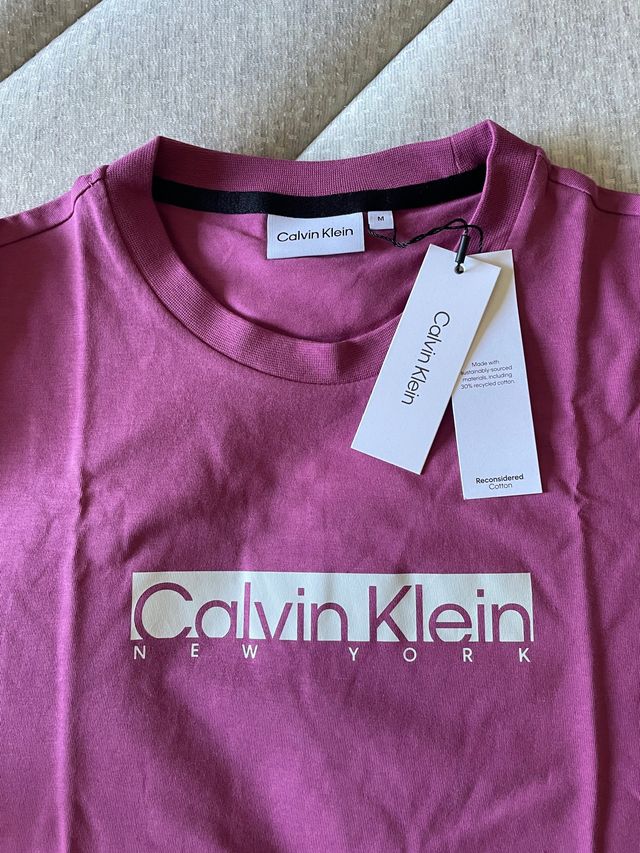 Calvin Klein
M
Calvin Klein
Made with
sustainably-sourced
materials, including
30% recycled cotton.
Reconsidered
Cotton
Calvin Klein
NEW YORK